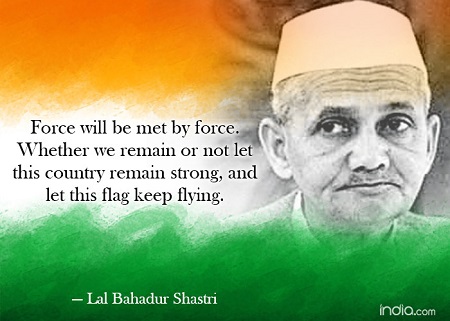 Force will be met by force.
Whether we remain or not let
this country remain strong, and
let this flag keep flying.
— Lal Bahadur Shastri
india.com